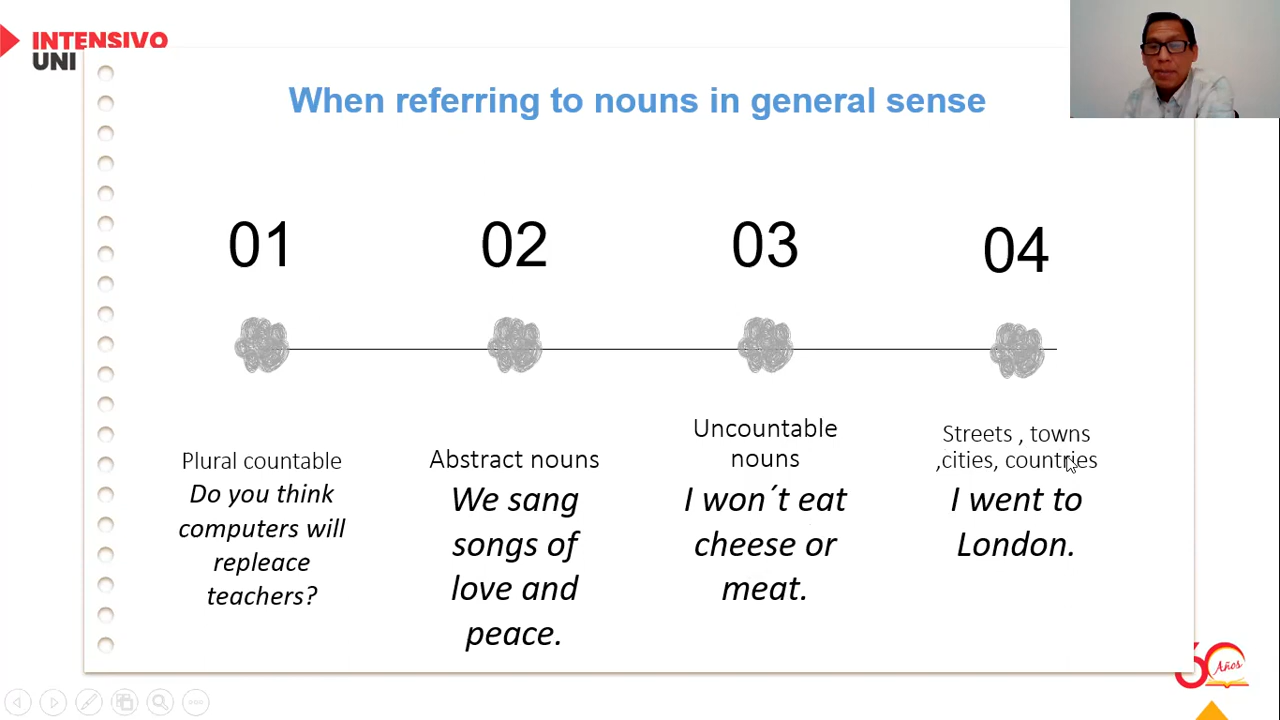 INTENSIVO
UNI
When referring to nouns in general sense
01
02
03
04
Plural countable
Do you think
computers will
repleace
teachers?
Abstract nouns
We sang
songs of
love and
peace.
Uncountable
nouns
I won´t eat
cheese or
meat.
Streets , towns
,cities, countries
I went to
London.
60
Años